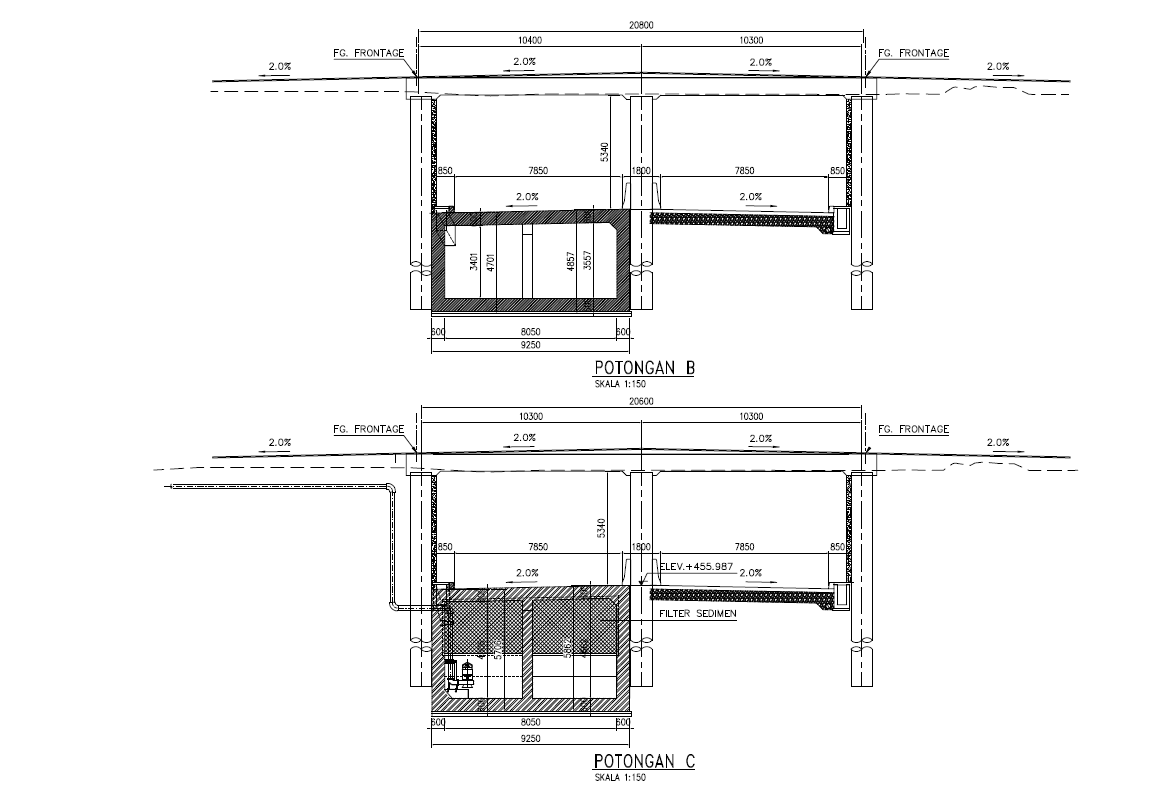 20800
10400 10300
FG. FRONTAGE FG. FRONTAGE
2.0% 2.0% 2.0% 2.0%
5340
850 7850 1800 7850 850
2.0% 2.0%
3401 4701 4857 3557
600 8050 600
9250
POTONGAN B
SKALA 1:150
20600
10300 10300
FG. FRONTAGE FG. FRONTAGE
2.0% 2.0% 2.0% 2.0%
5340
850 7850 1800 7850 850
ELEV.+455.987
2.0% 2.0%
FILTER SEDIMEN
5706 5862
600 8050 600
9250
POTONGAN C
SKALA 1:150